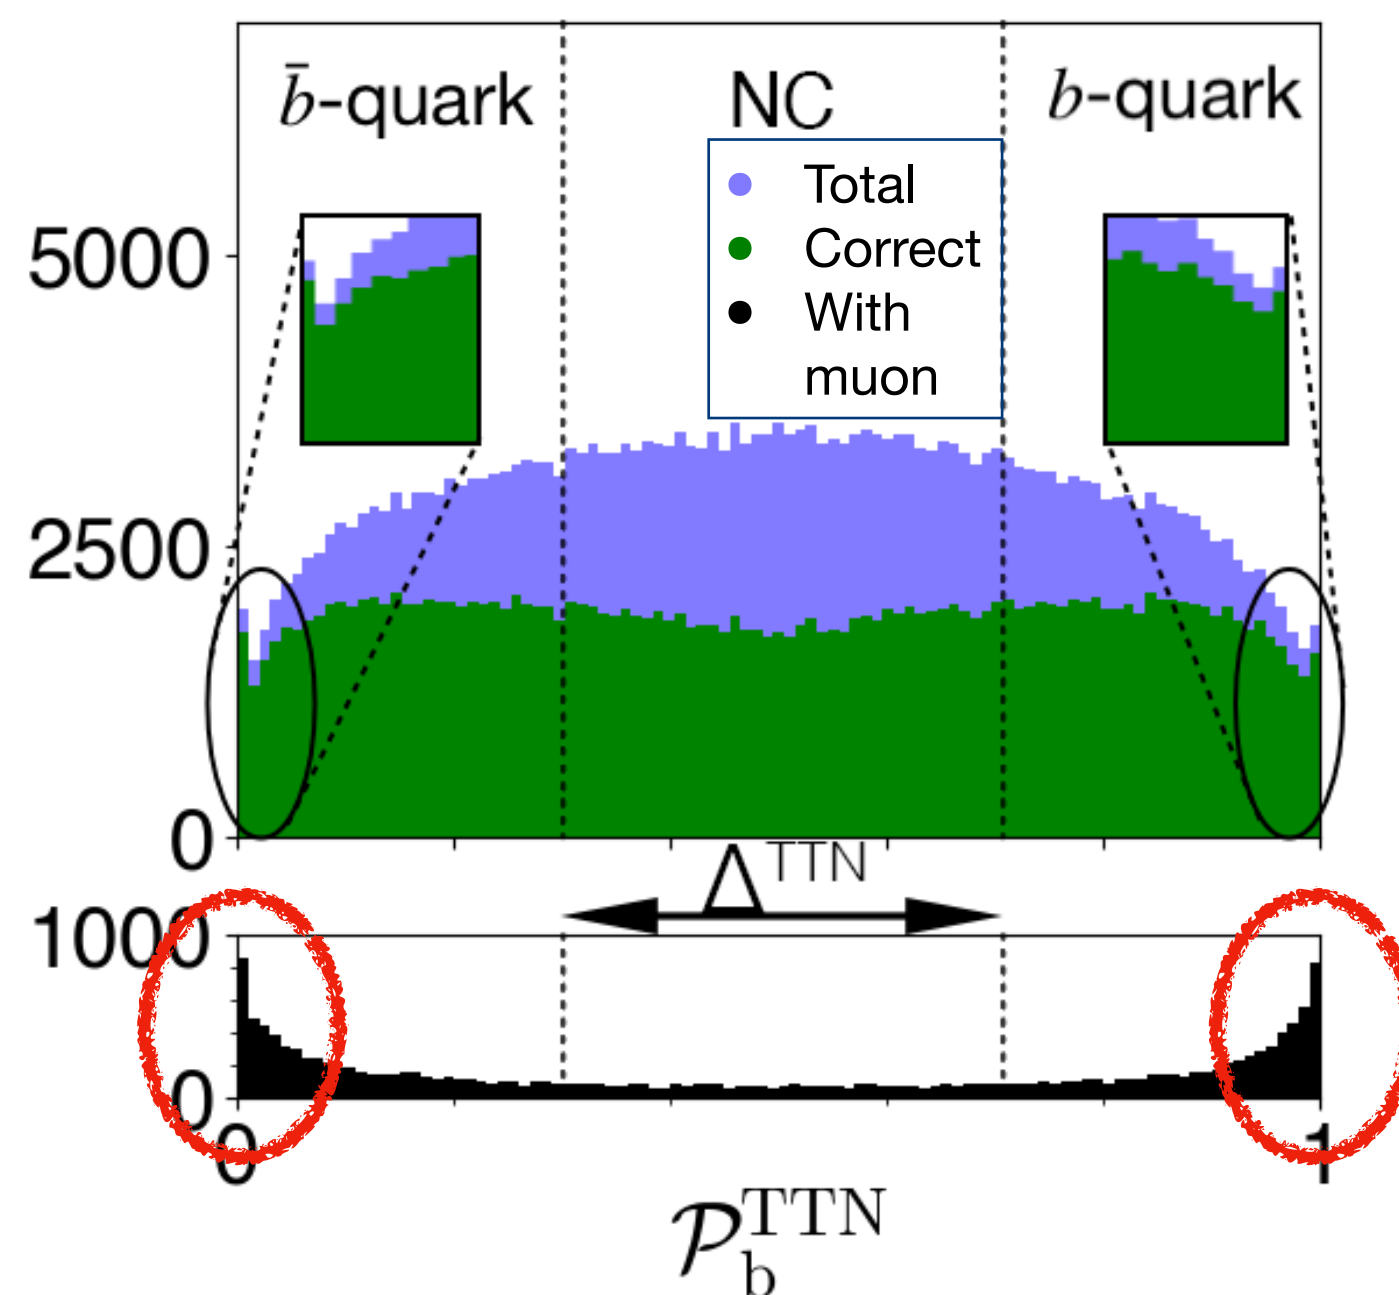 b̄-quark
NC
b-quark
Total
Correct
With
muon
5000
2500
0
Δ^TTN
1000
0
0
1
𝒫_b^TTN